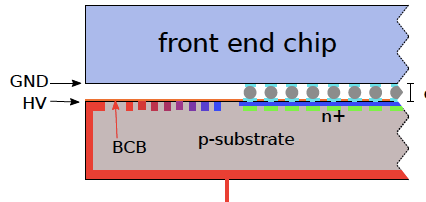 front end chip
GND
HV
n+
p-substrate
BCB